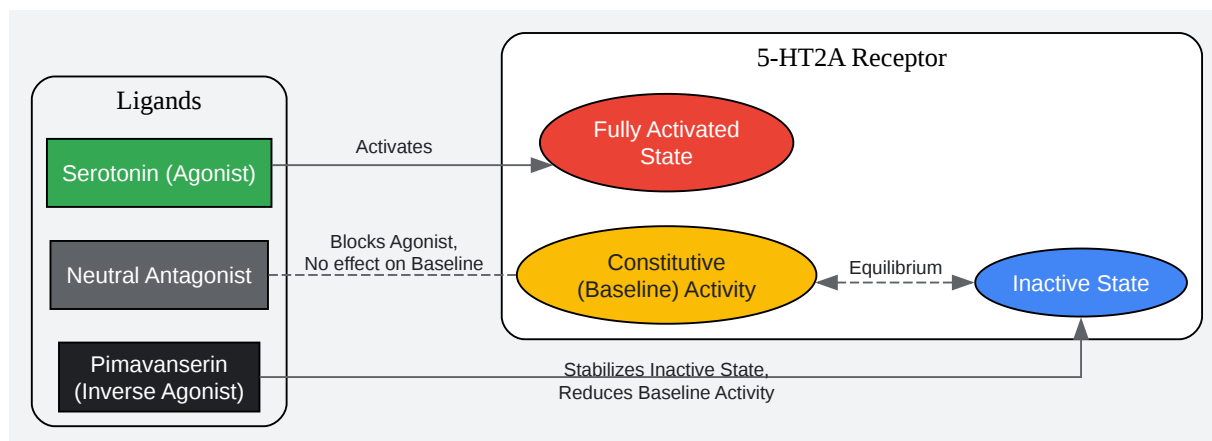 5-HT2A Receptor
Ligands
Fully Activated
State
Activates
Serotonin (Agonist)
Blocks Agonist,
No effect on Baseline
Neutral Antagonist
Constitutive
(Baseline) Activity
Equilibrium
Inactive State
Pimavanserin
(Inverse Agonist)
Stabilizes Inactive State,
Reduces Baseline Activity